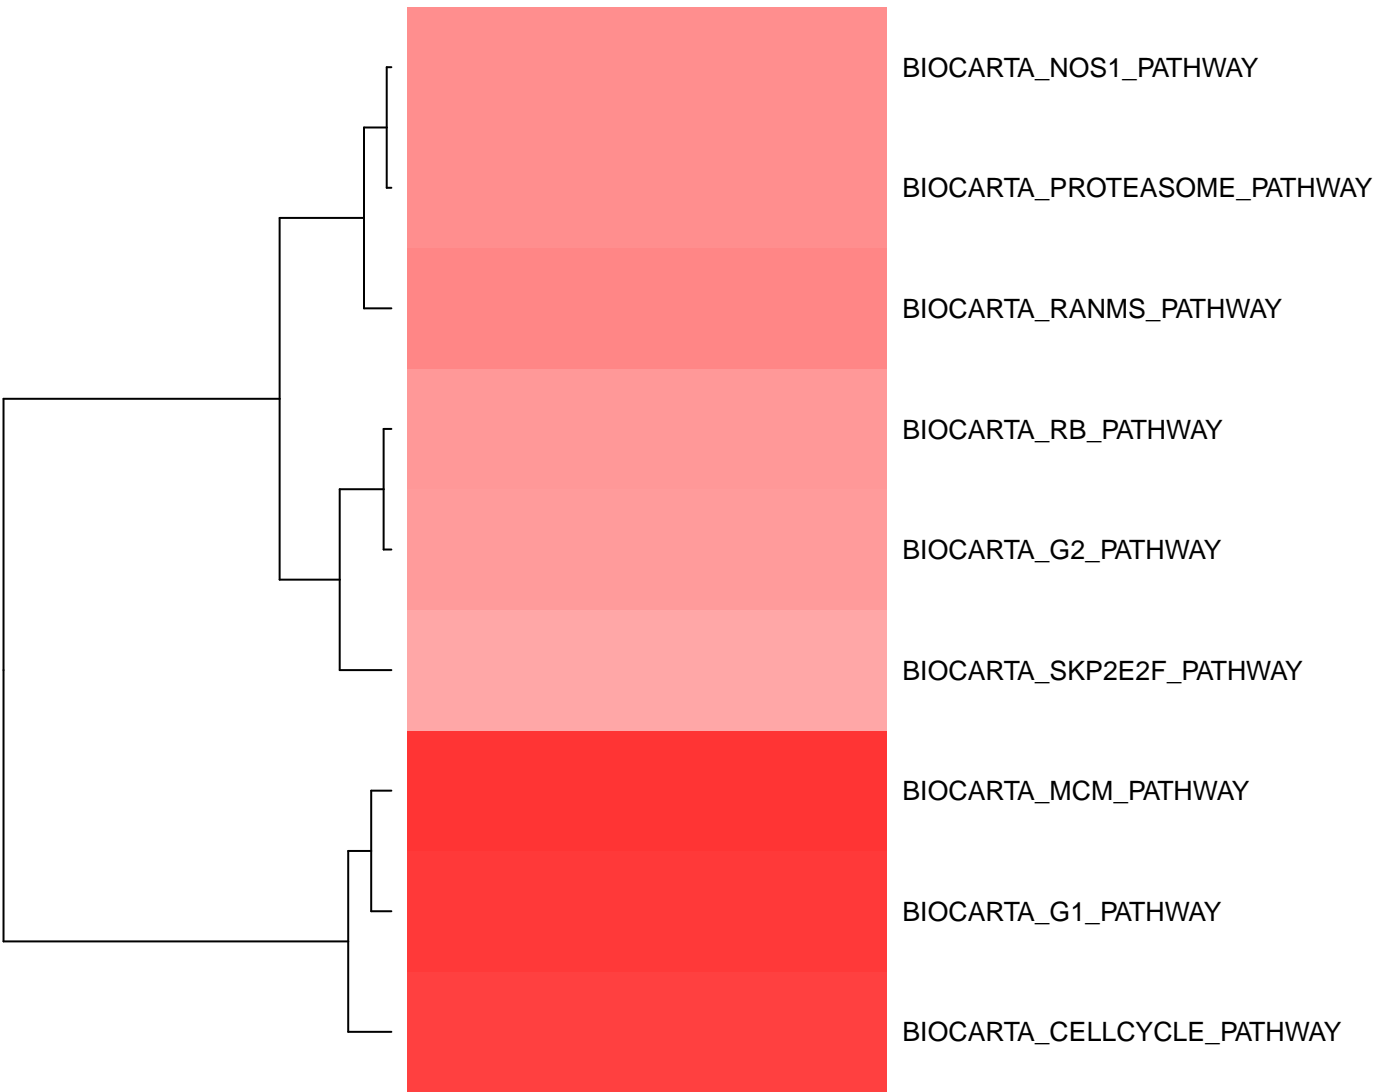 BIOCARTA_NOS1_PATHWAY
BIOCARTA_PROTEASOME_PATHWAY
BIOCARTA_RANMS_PATHWAY
BIOCARTA_RB_PATHWAY
BIOCARTA_G2_PATHWAY
BIOCARTA_SKP2E2F_PATHWAY
BIOCARTA_MCM_PATHWAY
BIOCARTA_G1_PATHWAY
BIOCARTA_CELLCYCLE_PATHWAY